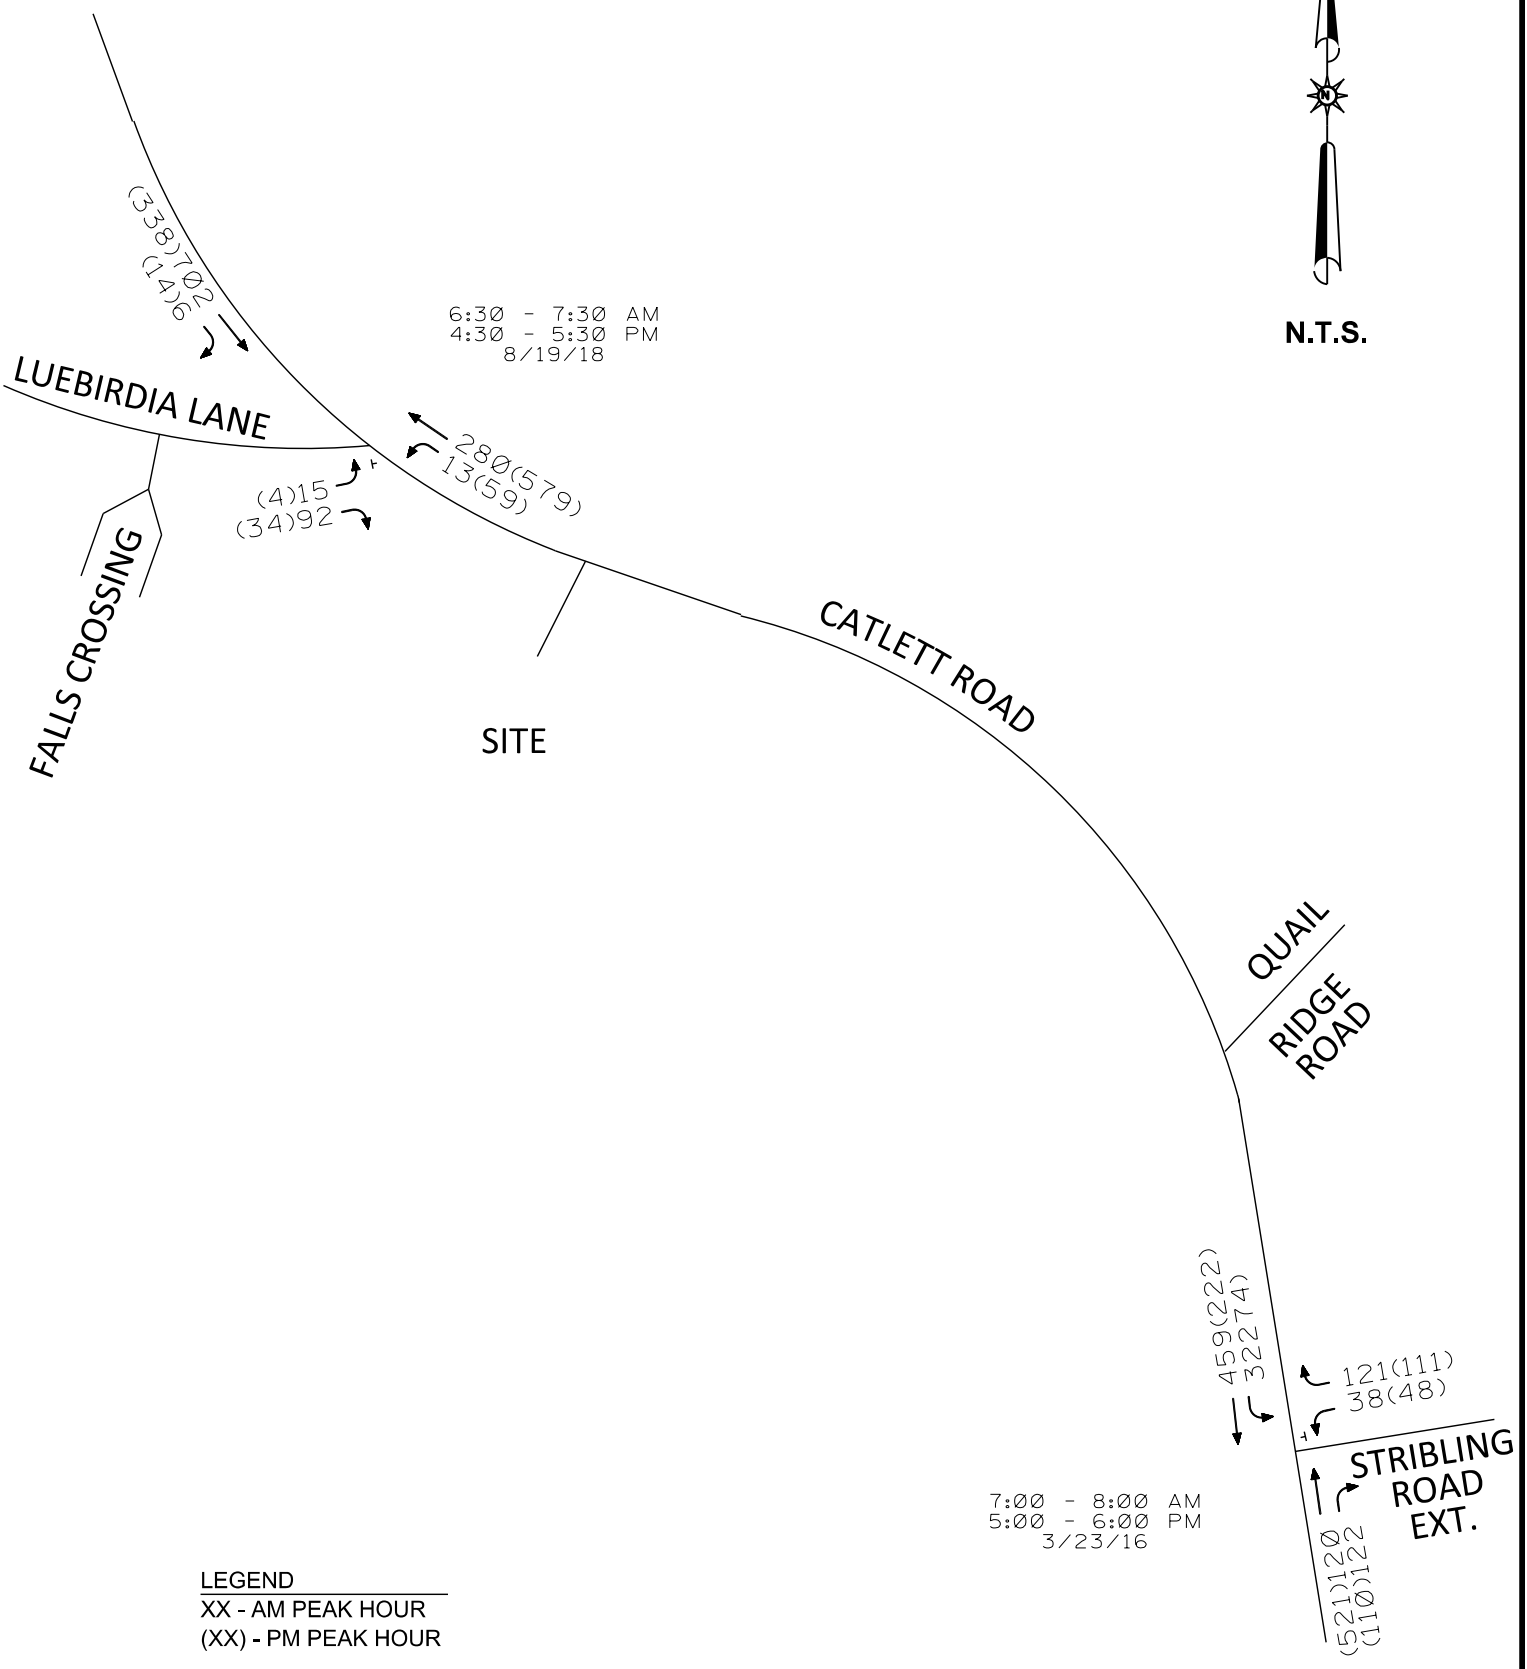 N
N.T.S.
(338)702
(14)6
6:30 - 7:30 AM
4:30 - 5:30 PM
8/19/18
LUEBIRDIA LANE
280(579)
13(59)
(4)15
(34)92
FALLS CROSSING
SITE
CATLETT ROAD
QUAIL
RIDGE
ROAD
459(222)
32274)
121(111)
38(48)
STRIBLING
ROAD
EXT.
7:00 - 8:00 AM
5:00 - 6:00 PM
3/23/16
(521)120
(110)122
LEGEND
XX - AM PEAK HOUR
(XX) - PM PEAK HOUR